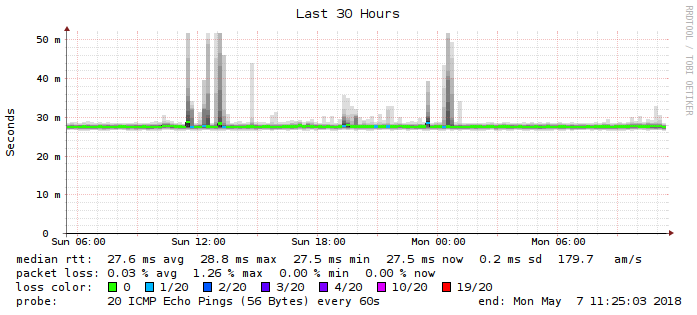 Last 30 Hours
RRDTOOL / TOBI OETIKER
Seconds
50 m
40 m
30 m
20 m
10 m
0
Sun 06:00 Sun 12:00 Sun 18:00 Mon 00:00 Mon 06:00
median rtt: 27.6 ms avg 28.8 ms max 27.5 ms min 27.5 ms now 0.2 ms sd 179.7 am/s
packet loss: 0.03 % avg 1.26 % max 0.00 % min 0.00 % now
loss color: 0 1/20 2/20 3/20 4/20 10/20 19/20
probe: 20 ICMP Echo Pings (56 Bytes) every 60s end: Mon May 7 11:25:03 2018